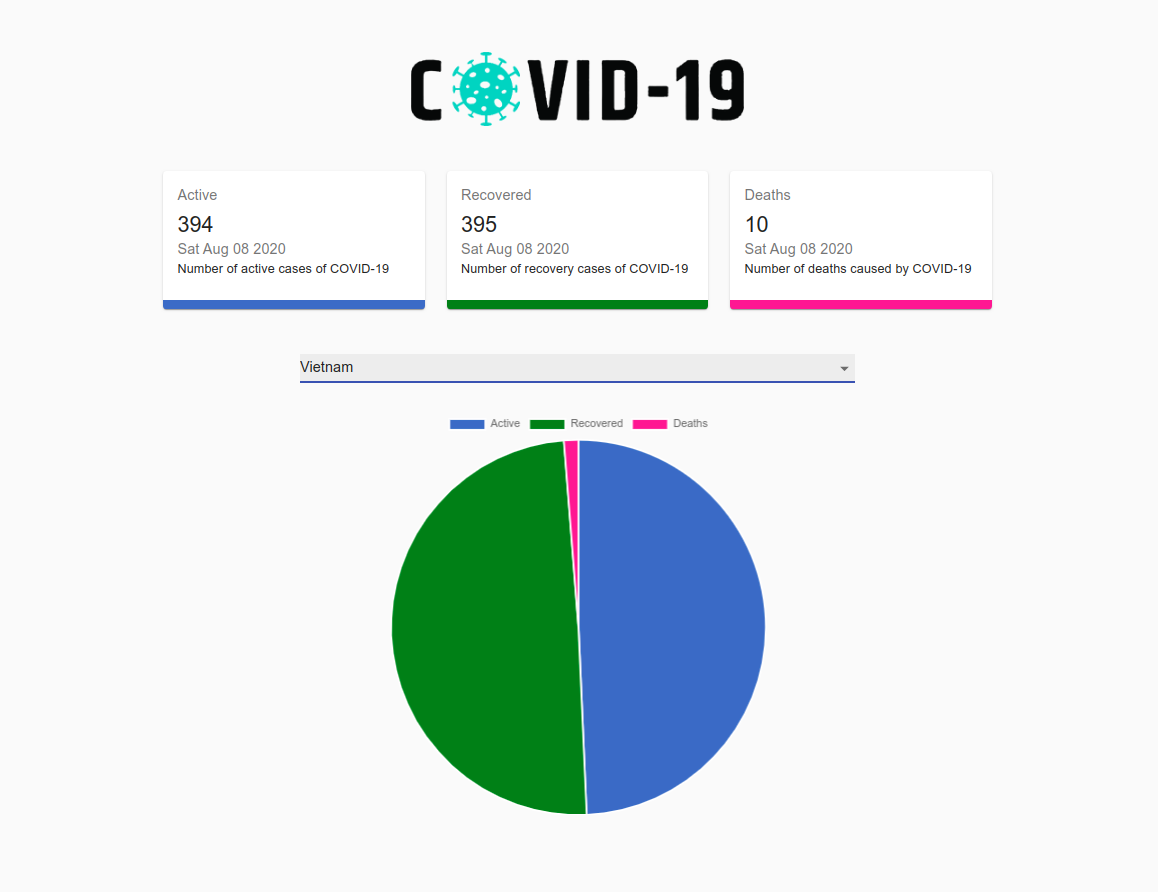 COVID-19
Active
394
Sat Aug 08 2020
Number of active cases of COVID-19
Recovered
395
Sat Aug 08 2020
Number of recovery cases of COVID-19
Deaths
10
Sat Aug 08 2020
Number of deaths caused by COVID-19
Vietnam
Active Recovered Deaths